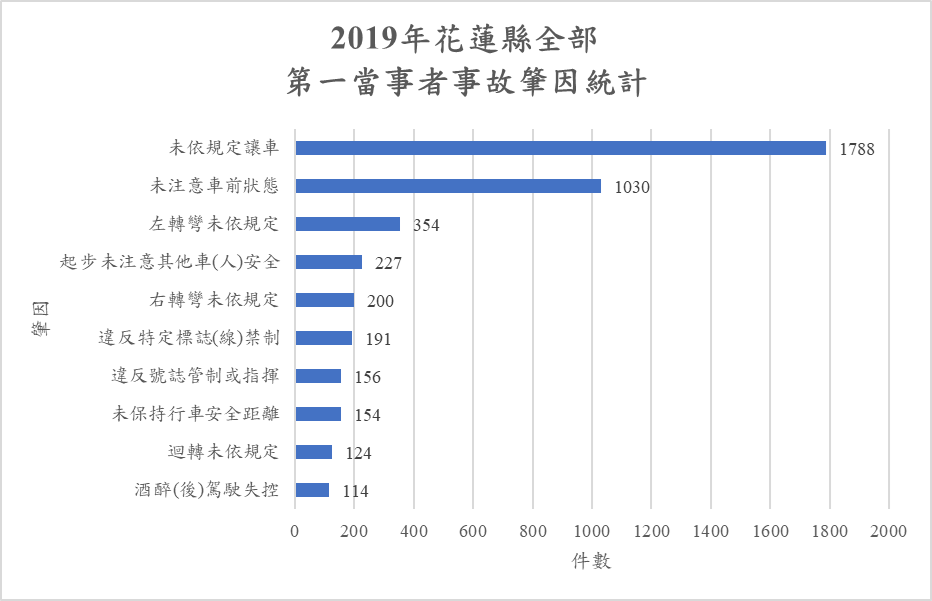 2019年花蓮縣全部
第一當事者事故肇因統計
未依規定讓車 1788
未注意車前狀態 1030
左轉彎未依規定 354
起步未注意其他車(人)安全 227
右轉彎未依規定 200
違反特定標誌(線)禁制 191
違反號誌管制或指揮 156
未保持行車安全距離 154
迴轉未依規定 124
酒醉(後)駕駛失控 114
肇因
0 200 400 600 800 1000 1200 1400 1600 1800 2000
件數